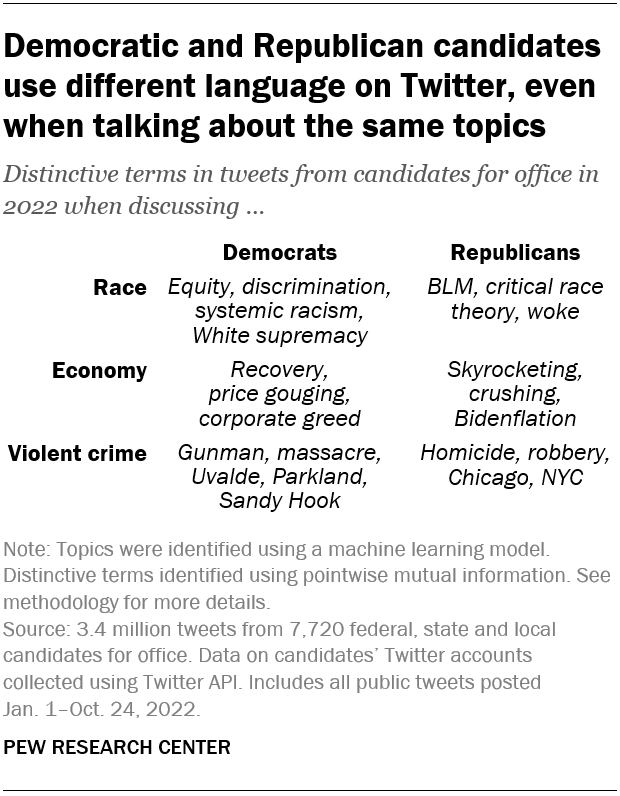 Democratic and Republican candidates
use different language on Twitter, even
when talking about the same topics
Distinctive terms in tweets from candidates for office in
2022 when discussing ...
Democrats Republicans
Race Equity, discrimination, BLM, critical race
systemic racism, theory, woke
White supremacy
Economy Recovery, Skyrocketing,
price gouging, crushing,
corporate greed Bidenflation
Violent crime Gunman, massacre, Homicide, robbery,
Uvalde, Parkland, Chicago, NYC
Sandy Hook
Note: Topics were identified using a machine learning model.
Distinctive terms identified using pointwise mutual information. See
methodology for more details.
Source: 3.4 million tweets from 7,720 federal, state and local
candidates for office. Data on candidates’ Twitter accounts
collected using Twitter API. Includes all public tweets posted
Jan. 1–Oct. 24, 2022.
PEW RESEARCH CENTER